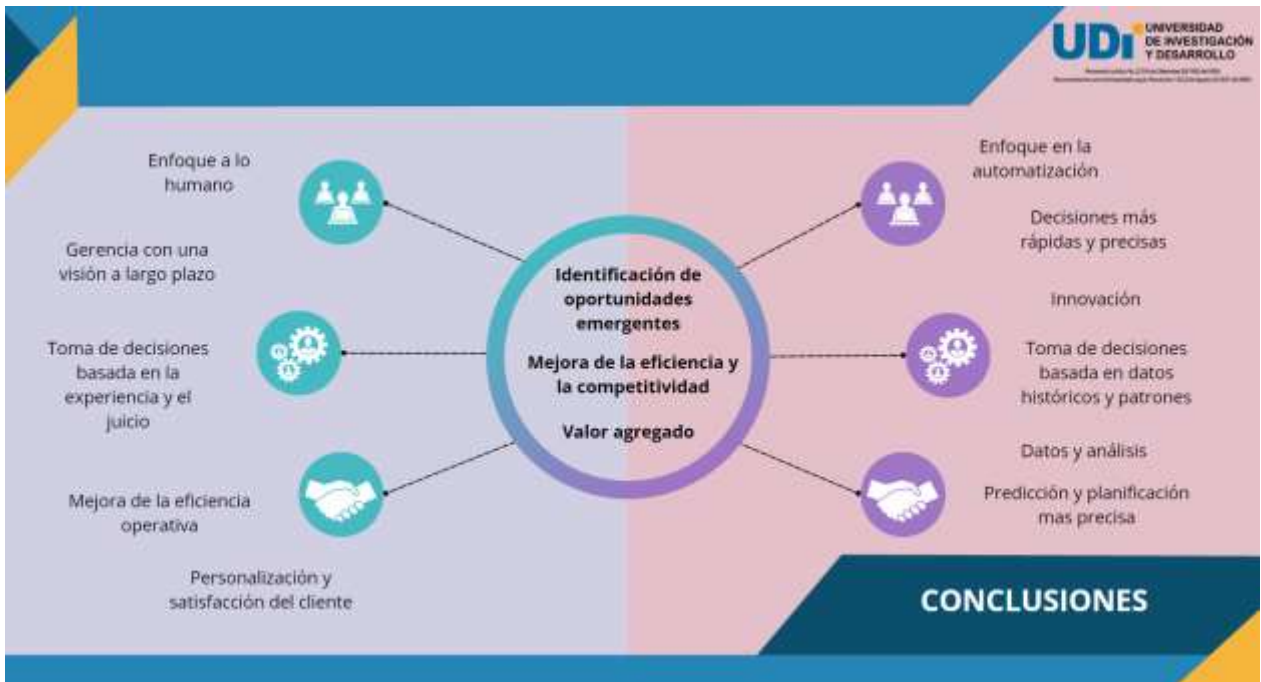 UDi
UNIVERSIDAD
DE INVESTIGACIÓN
Y DESARROLLO
Enfoque a lo
humano
Gerencia con una
visión a largo plazo
Toma de decisiones
basada en la
experiencia y el
juicio
Mejora de la eficiencia
operativa
Personalización y
satisfacción del cliente
Identificación de
oportunidades
emergentes
Mejora de la eficiencia y
la competitividad
Valor agregado
Enfoque en la
automatización
Decisiones más
rápidas y precisas
Innovación
Toma de decisiones
basada en datos
históricos y patrones
Datos y análisis
Predicción y planificación
mas precisa
CONCLUSIONES